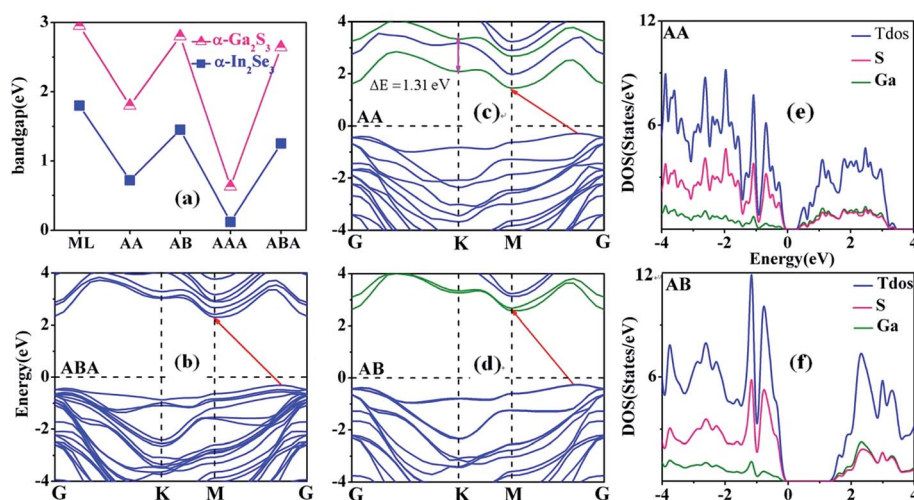 bandgap(eV)
3
2
1
0
α-Ga₂S₃
α-In₂Se₃
(a)
ML AA AB AAA ABA
4
2
0
-2
-4
ΔE = 1.31 eV
(c)
AA
G K M G
AA
DOS(States/eV)
12
6
Tdos
S
Ga
(e)
-4 -2 0 2 4
Energy(eV)
Energy(eV)
4
2
0
-2
-4
ABA
(b)
G K M G
4
2
0
-2
-4
AB
(d)
G K M G
AB
DOS(States/eV)
12
6
Tdos
S
Ga
(f)
-4 -2 0 2 4